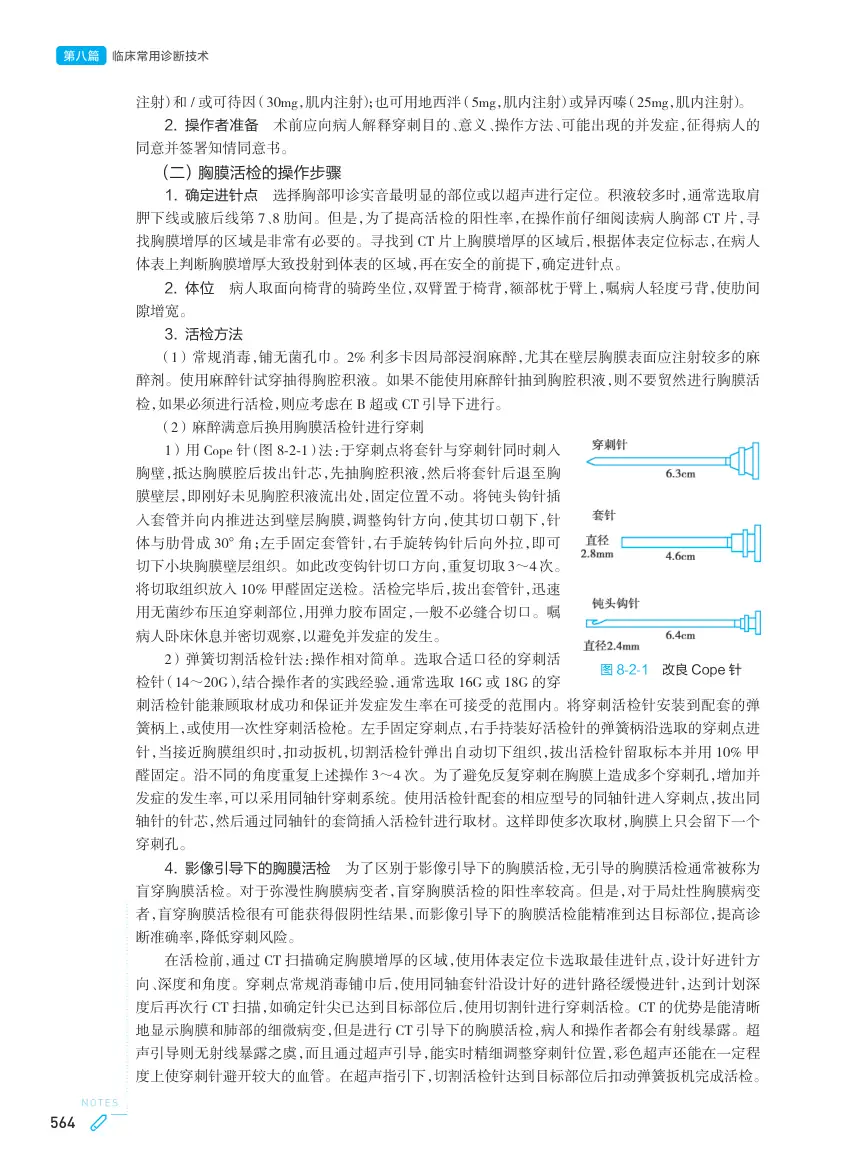 第八篇 临床常用诊断技术
注射）和 / 或可待因（30mg，肌内注射）；也可用地西泮（5mg，肌内注射）或异丙嗪（25mg，肌内注射）。
2. 操作者准备　术前应向病人解释穿刺目的、意义、操作方法、可能出现的并发症，征得病人的
同意并签署知情同意书。
（二）胸膜活检的操作步骤
1. 确定进针点　选择胸部叩诊实音最明显的部位或以超声进行定位。积液较多时，通常选取肩
胛下线或腋后线第 7、8 肋间。但是，为了提高活检的阳性率，在操作前仔细阅读病人胸部 CT 片，寻
找胸膜增厚的区域是非常有必要的。寻找到 CT 片上胸膜增厚的区域后，根据体表定位标志，在病人
体表上判断胸膜增厚大致投射到体表的区域，再在安全的前提下，确定进针点。
2. 体位　病人取面向椅背的骑跨坐位，双臂置于椅背，额部枕于臂上，嘱病人轻度弓背，使肋间
隙增宽。
3. 活检方法
（1）常规消毒，铺无菌孔巾。2% 利多卡因局部浸润麻醉，尤其在壁层胸膜表面应注射较多的麻
醉剂。使用麻醉针试穿抽得胸腔积液。如果不能使用麻醉针抽到胸腔积液，则不要贸然进行胸膜活
检，如果必须进行活检，则应考虑在 B 超或 CT 引导下进行。
（2）麻醉满意后换用胸膜活检针进行穿刺
1）用 Cope 针（图 8-2-1）法：于穿刺点将套针与穿刺针同时刺入
胸壁，抵达胸膜腔后拔出针芯，先抽胸腔积液，然后将套针后退至胸
膜壁层，即刚好未见胸腔积液流出处，固定位置不动。将钝头钩针插
入套管并向内推进达到壁层胸膜，调整钩针方向，使其切口朝下，针
体与肋骨成 30° 角；左手固定套管针，右手旋转钩针后向外拉，即可
切下小块胸膜壁层组织。如此改变钩针切口方向，重复切取 3～4 次。
将切取组织放入 10% 甲醛固定送检。活检完毕后，拔出套管针，迅速
用无菌纱布压迫穿刺部位，用弹力胶布固定，一般不必缝合切口。嘱
病人卧床休息并密切观察，以避免并发症的发生。
穿刺针
6.3cm
套针
直径
2.8mm
4.6cm
钝头钩针
6.4cm
直径2.4mm
图 8-2-1　改良 Cope 针
2）弹簧切割活检针法：操作相对简单。选取合适口径的穿刺活
检针（14～20G），结合操作者的实践经验，通常选取 16G 或 18G 的穿
刺活检针能兼顾取材成功和保证并发症发生率在可接受的范围内。将穿刺活检针安装到配套的弹
簧柄上，或使用一次性穿刺活检枪。左手固定穿刺点，右手持装好活检针的弹簧柄沿选取的穿刺点进
针，当接近胸膜组织时，扣动扳机，切割活检针弹出自动切下组织，拔出活检针留取标本并用 10% 甲
醛固定。沿不同的角度重复上述操作 3～4 次。为了避免反复穿刺在胸膜上造成多个穿刺孔，增加并
发症的发生率，可以采用同轴针穿刺系统。使用活检针配套的相应型号的同轴针进入穿刺点，拔出同
轴针的针芯，然后通过同轴针的套筒插入活检针进行取材。这样即使多次取材，胸膜上只会留下一个
穿刺孔。
4. 影像引导下的胸膜活检　为了区别于影像引导下的胸膜活检，无引导的胸膜活检通常被称为
盲穿胸膜活检。对于弥漫性胸膜病变者，盲穿胸膜活检的阳性率较高。但是，对于局灶性胸膜病变
者，盲穿胸膜活检很有可能获得假阴性结果，而影像引导下的胸膜活检能精准到达目标部位，提高诊
断准确率，降低穿刺风险。
在活检前，通过 CT 扫描确定胸膜增厚的区域，使用体表定位卡选取最佳进针点，设计好进针方
向、深度和角度。穿刺点常规消毒铺巾后，使用同轴套针沿设计好的进针路径缓慢进针，达到计划深
度后再次行 CT 扫描，如确定针尖已达到目标部位后，使用切割针进行穿刺活检。CT 的优势是能清晰
地显示胸膜和肺部的细微病变，但是进行 CT 引导下的胸膜活检，病人和操作者都会有射线暴露。超
声引导则无射线暴露之虞，而且通过超声引导，能实时精细调整穿刺针位置，彩色超声还能在一定程
度上使穿刺针避开较大的血管。在超声指引下，切割活检针达到目标部位后扣动弹簧扳机完成活检。
NOTES
564